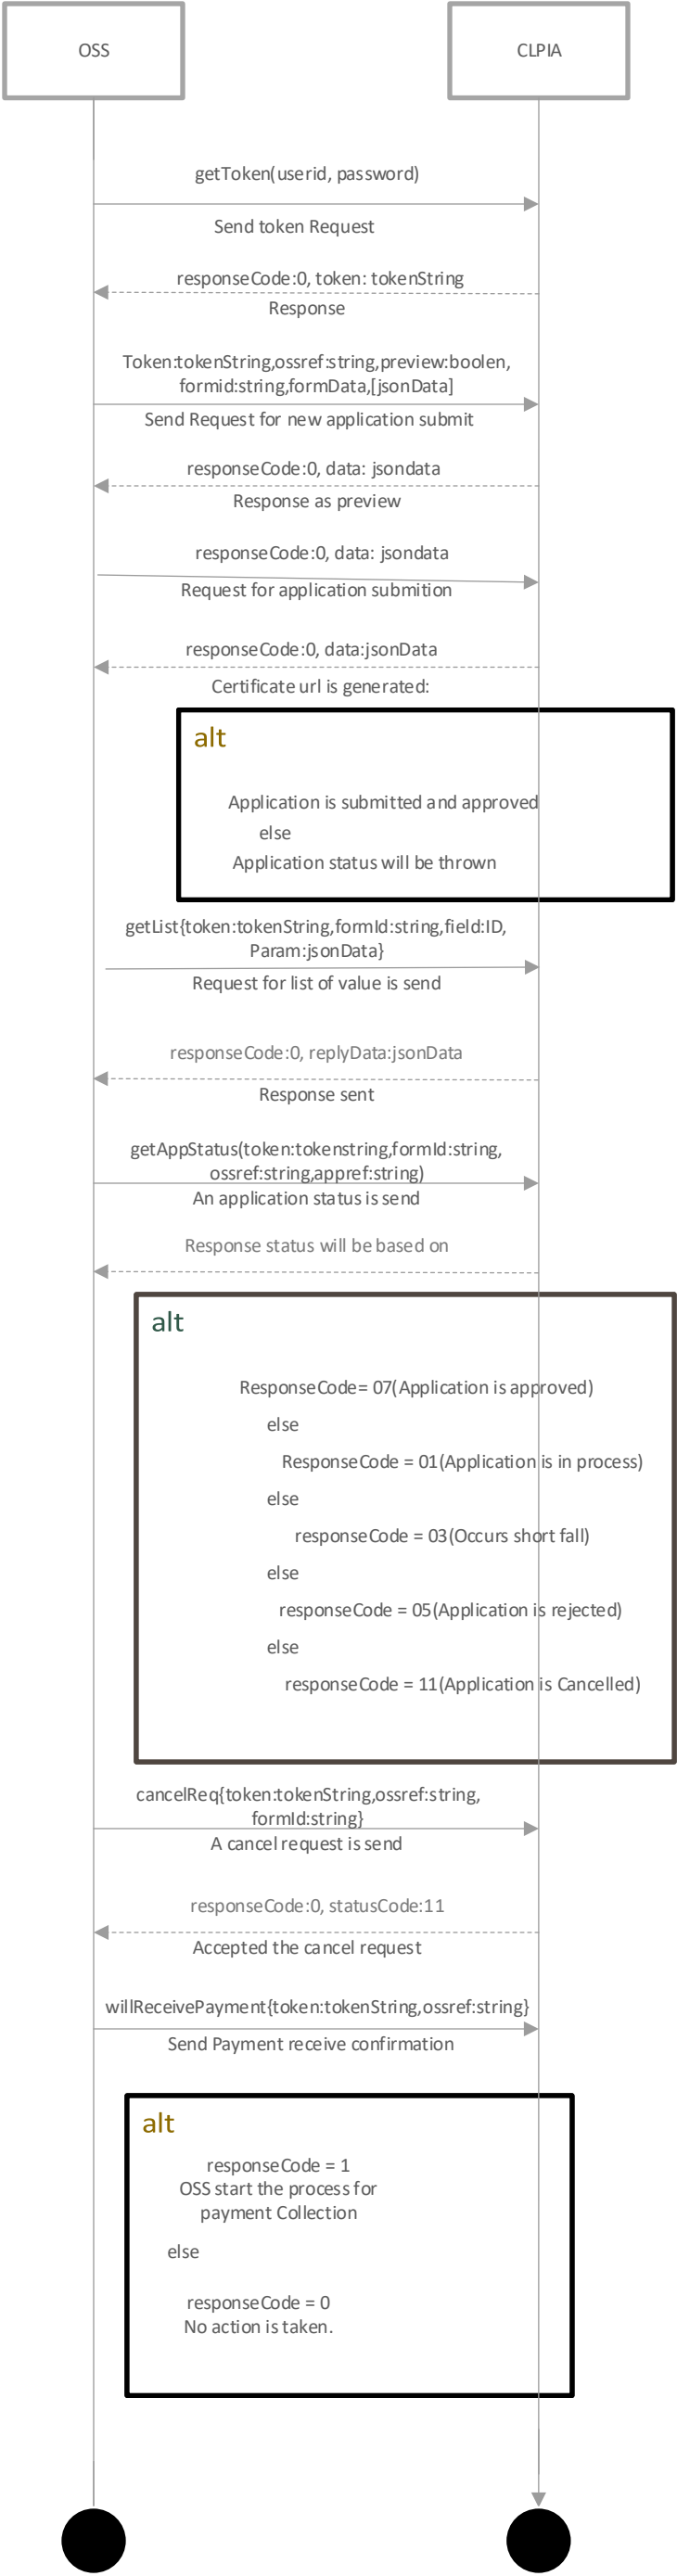 OSS
CLPIA
getToken(userid, password)
Send token Request
responseCode:0, token: tokenString
Response
Token:tokenString,ossref:string,preview:boolen,
formid:string,formData,[jsonData]
Send Request for new application submit
responseCode:0, data: jsondata
Response as preview
responseCode:0, data: jsondata
Request for application submition
responseCode:0, data:jsonData
Certificate url is generated:
alt
Application is submitted and approved
else
Application status will be thrown
getList{token:tokenString,formId:string,field:ID,
Param:jsonData}
Request for list of value is send
responseCode:0, replyData:jsonData
Response sent
getAppStatus(token:tokenstring,formId:string,
ossref:string,appref:string)
An application status is send
Response status will be based on
alt
ResponseCode= 07(Application is approved)
else
ResponseCode = 01(Application is in process)
else
responseCode = 03(Occurs short fall)
else
responseCode = 05(Application is rejected)
else
responseCode = 11(Application is Cancelled)
cancelReq{token:tokenString,ossref:string,
formId:string}
A cancel request is send
responseCode:0, statusCode:11
Accepted the cancel request
willReceivePayment{token:tokenString,ossref:string}
Send Payment receive confirmation
alt
responseCode = 1
OSS start the process for
payment Collection
else
responseCode = 0
No action is taken.